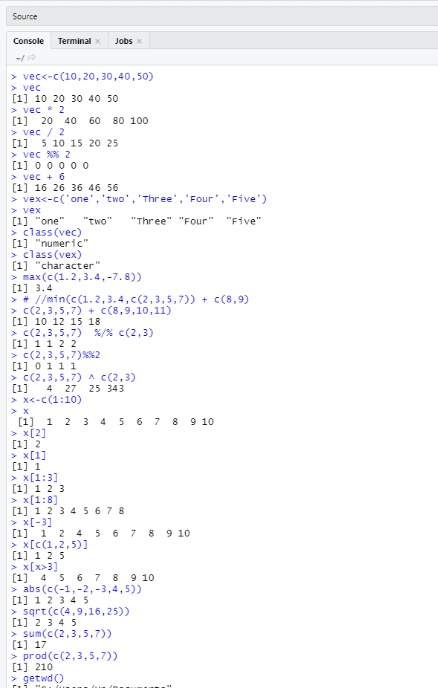 Source
Console Terminal × Jobs ×
~/
> vec<-c(10,20,30,40,50)
> vec
[1] 10 20 30 40 50
> vec * 2
[1] 20 40 60 80 100
> vec / 2
[1] 5 10 15 20 25
> vec %% 2
[1] 0 0 0 0 0
> vec + 6
[1] 16 26 36 46 56
> vex<-c('one','two','Three','Four','Five')
> vex
[1] "one" "two" "Three" "Four" "Five"
> class(vec)
[1] "numeric"
> class(vex)
[1] "character"
> max(c(1.2,3.4,-7.8))
[1] 3.4
> # //min(c(1.2,3.4,c(2,3,5,7)) + c(8,9)
> c(2,3,5,7) + c(8,9,10,11)
[1] 10 12 15 18
> c(2,3,5,7) %/% c(2,3)
[1] 1 1 2 2
> c(2,3,5,7)%%2
[1] 0 1 1 1
> c(2,3,5,7) ^ c(2,3)
[1] 4 27 25 343
> x<-c(1:10)
> x
[1] 1 2 3 4 5 6 7 8 9 10
> x[2]
[1] 2
> x[1]
[1] 1
> x[1:3]
[1] 1 2 3
> x[1:8]
[1] 1 2 3 4 5 6 7 8
> x[-3]
[1] 1 2 4 5 6 7 8 9 10
> x[c(1,2,5)]
[1] 1 2 5
> x[x>3]
[1] 4 5 6 7 8 9 10
> abs(c(-1,-2,-3,4,5))
[1] 1 2 3 4 5
> sqrt(c(4,9,16,25))
[1] 2 3 4 5
> sum(c(2,3,5,7))
[1] 17
> prod(c(2,3,5,7))
[1] 210
> getwd()